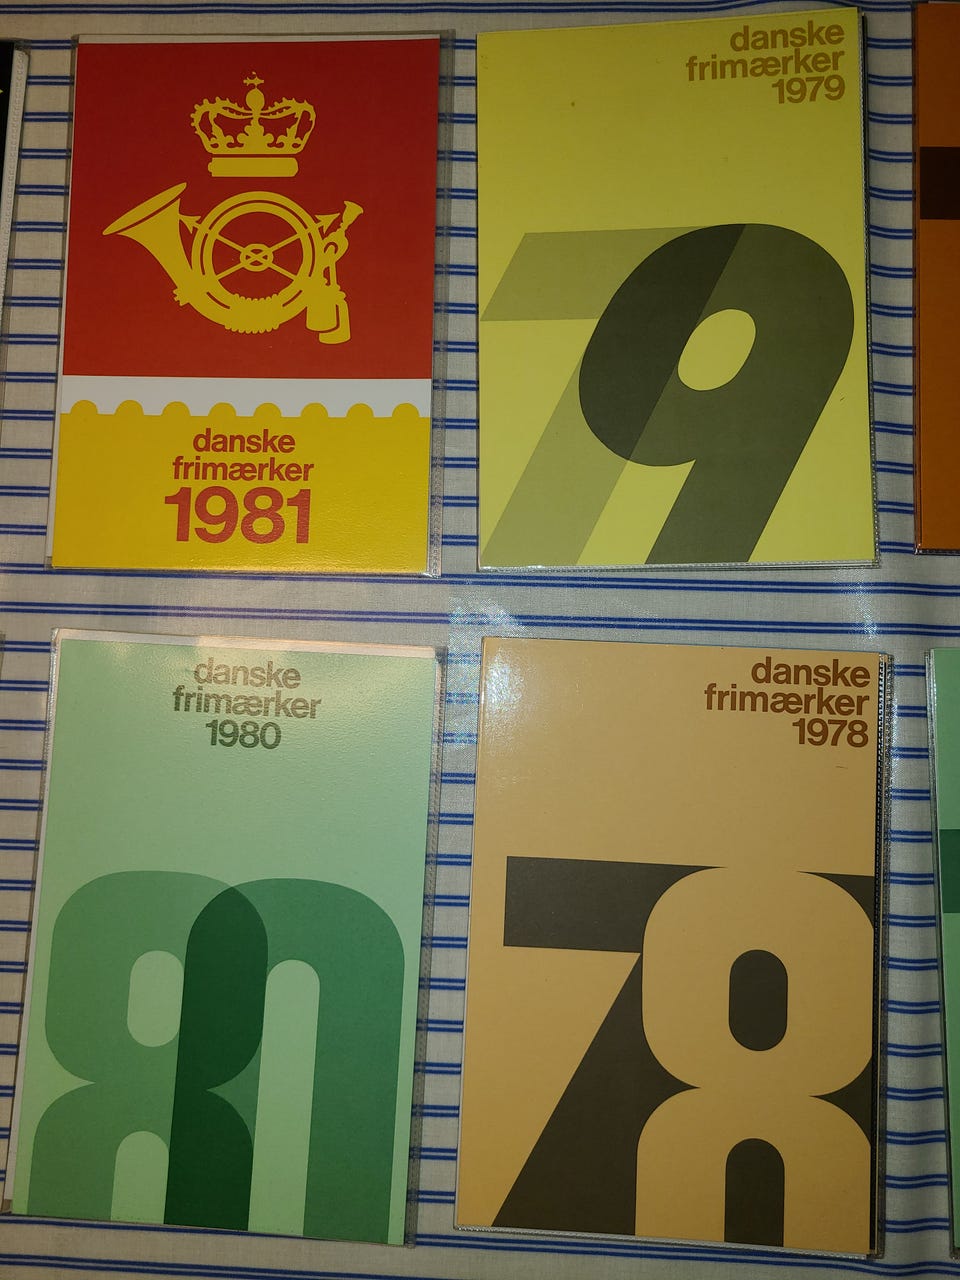 danske
frimærker
1981
danske
frimærker
1979
79
danske
frimærker
1980
80
danske
frimærker
1978
78